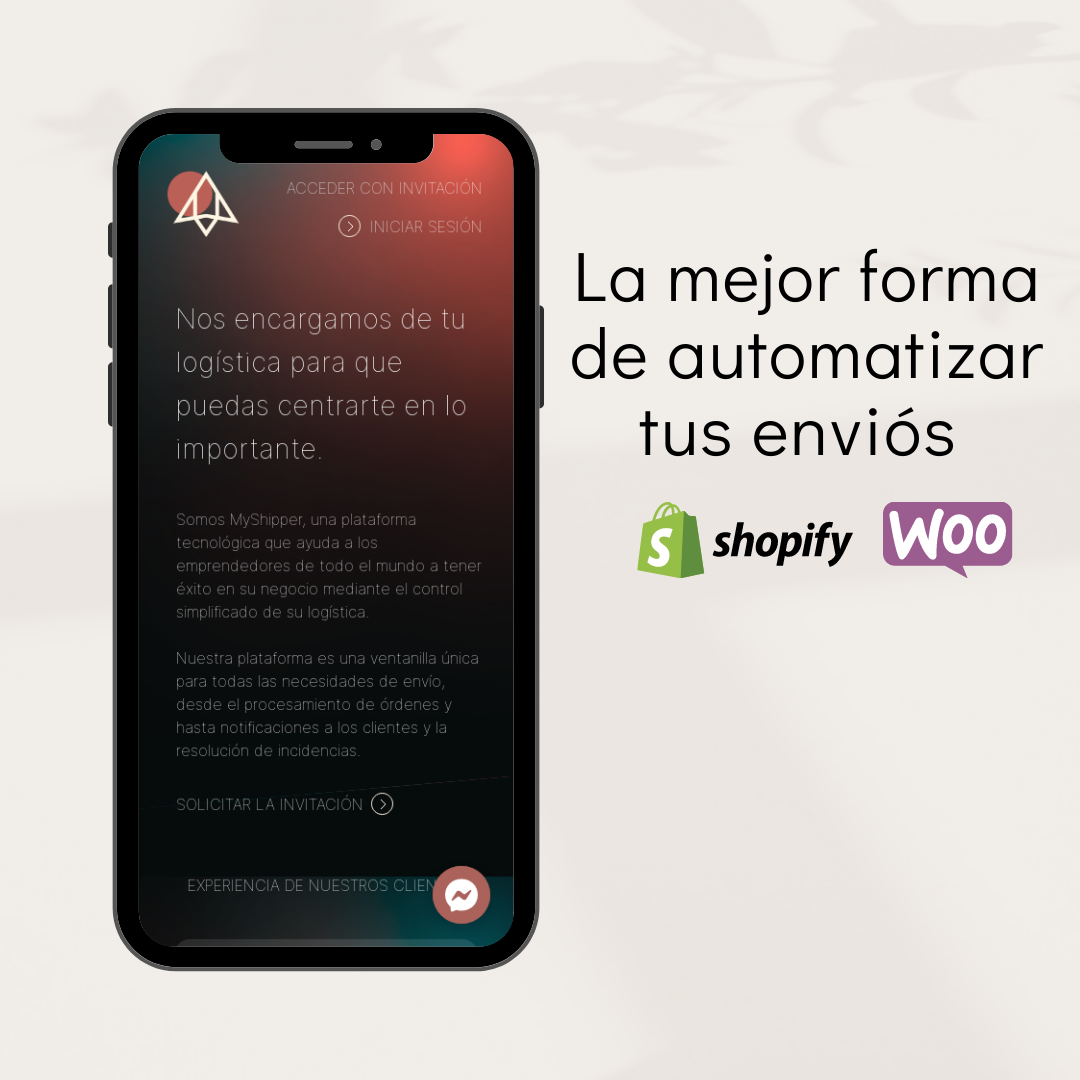 ACCEDER CON INVITACIÓN
INICIAR SESIÓN
Nos encargamos de tu
logística para que
puedas centrarte en lo
importante.
Somos MyShipper, una plataforma
tecnológica que ayuda a los
emprendedores de todo el mundo a tener
éxito en su negocio mediante el control
simplificado de su logística.
Nuestra plataforma es una ventanilla única
para todas las necesidades de envío,
desde el procesamiento de órdenes y
hasta notificaciones a los clientes y la
resolución de incidencias.
SOLICITAR LA INVITACIÓN
EXPERIENCIA DE NUESTROS CLIEN
La mejor forma
de automatizar
tus enviós
shopify
WOO